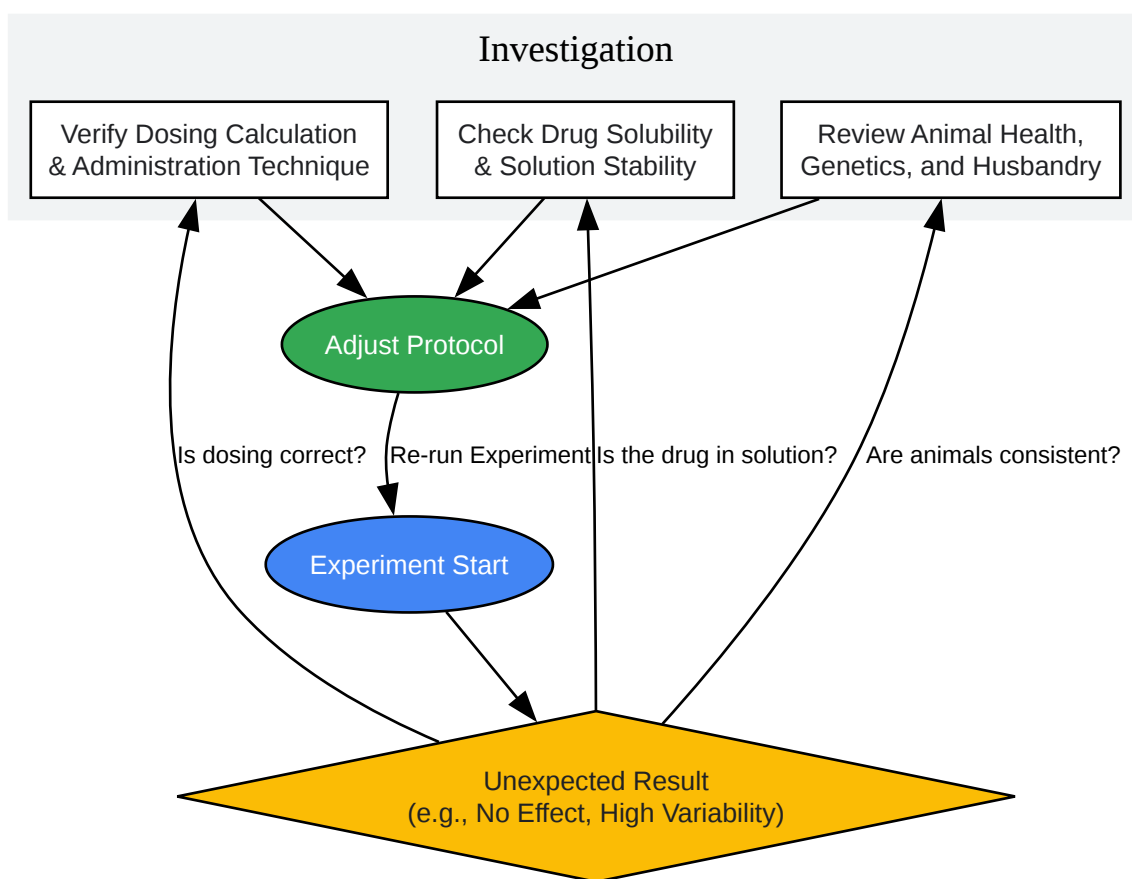 Investigation
Verify Dosing Calculation
& Administration Technique
Check Drug Solubility
& Solution Stability
Review Animal Health,
Genetics, and Husbandry
Adjust Protocol
Is dosing correct?
Re-run Experiment
Is the drug in solution?
Are animals consistent?
Experiment Start
Unexpected Result
(e.g., No Effect, High Variability)